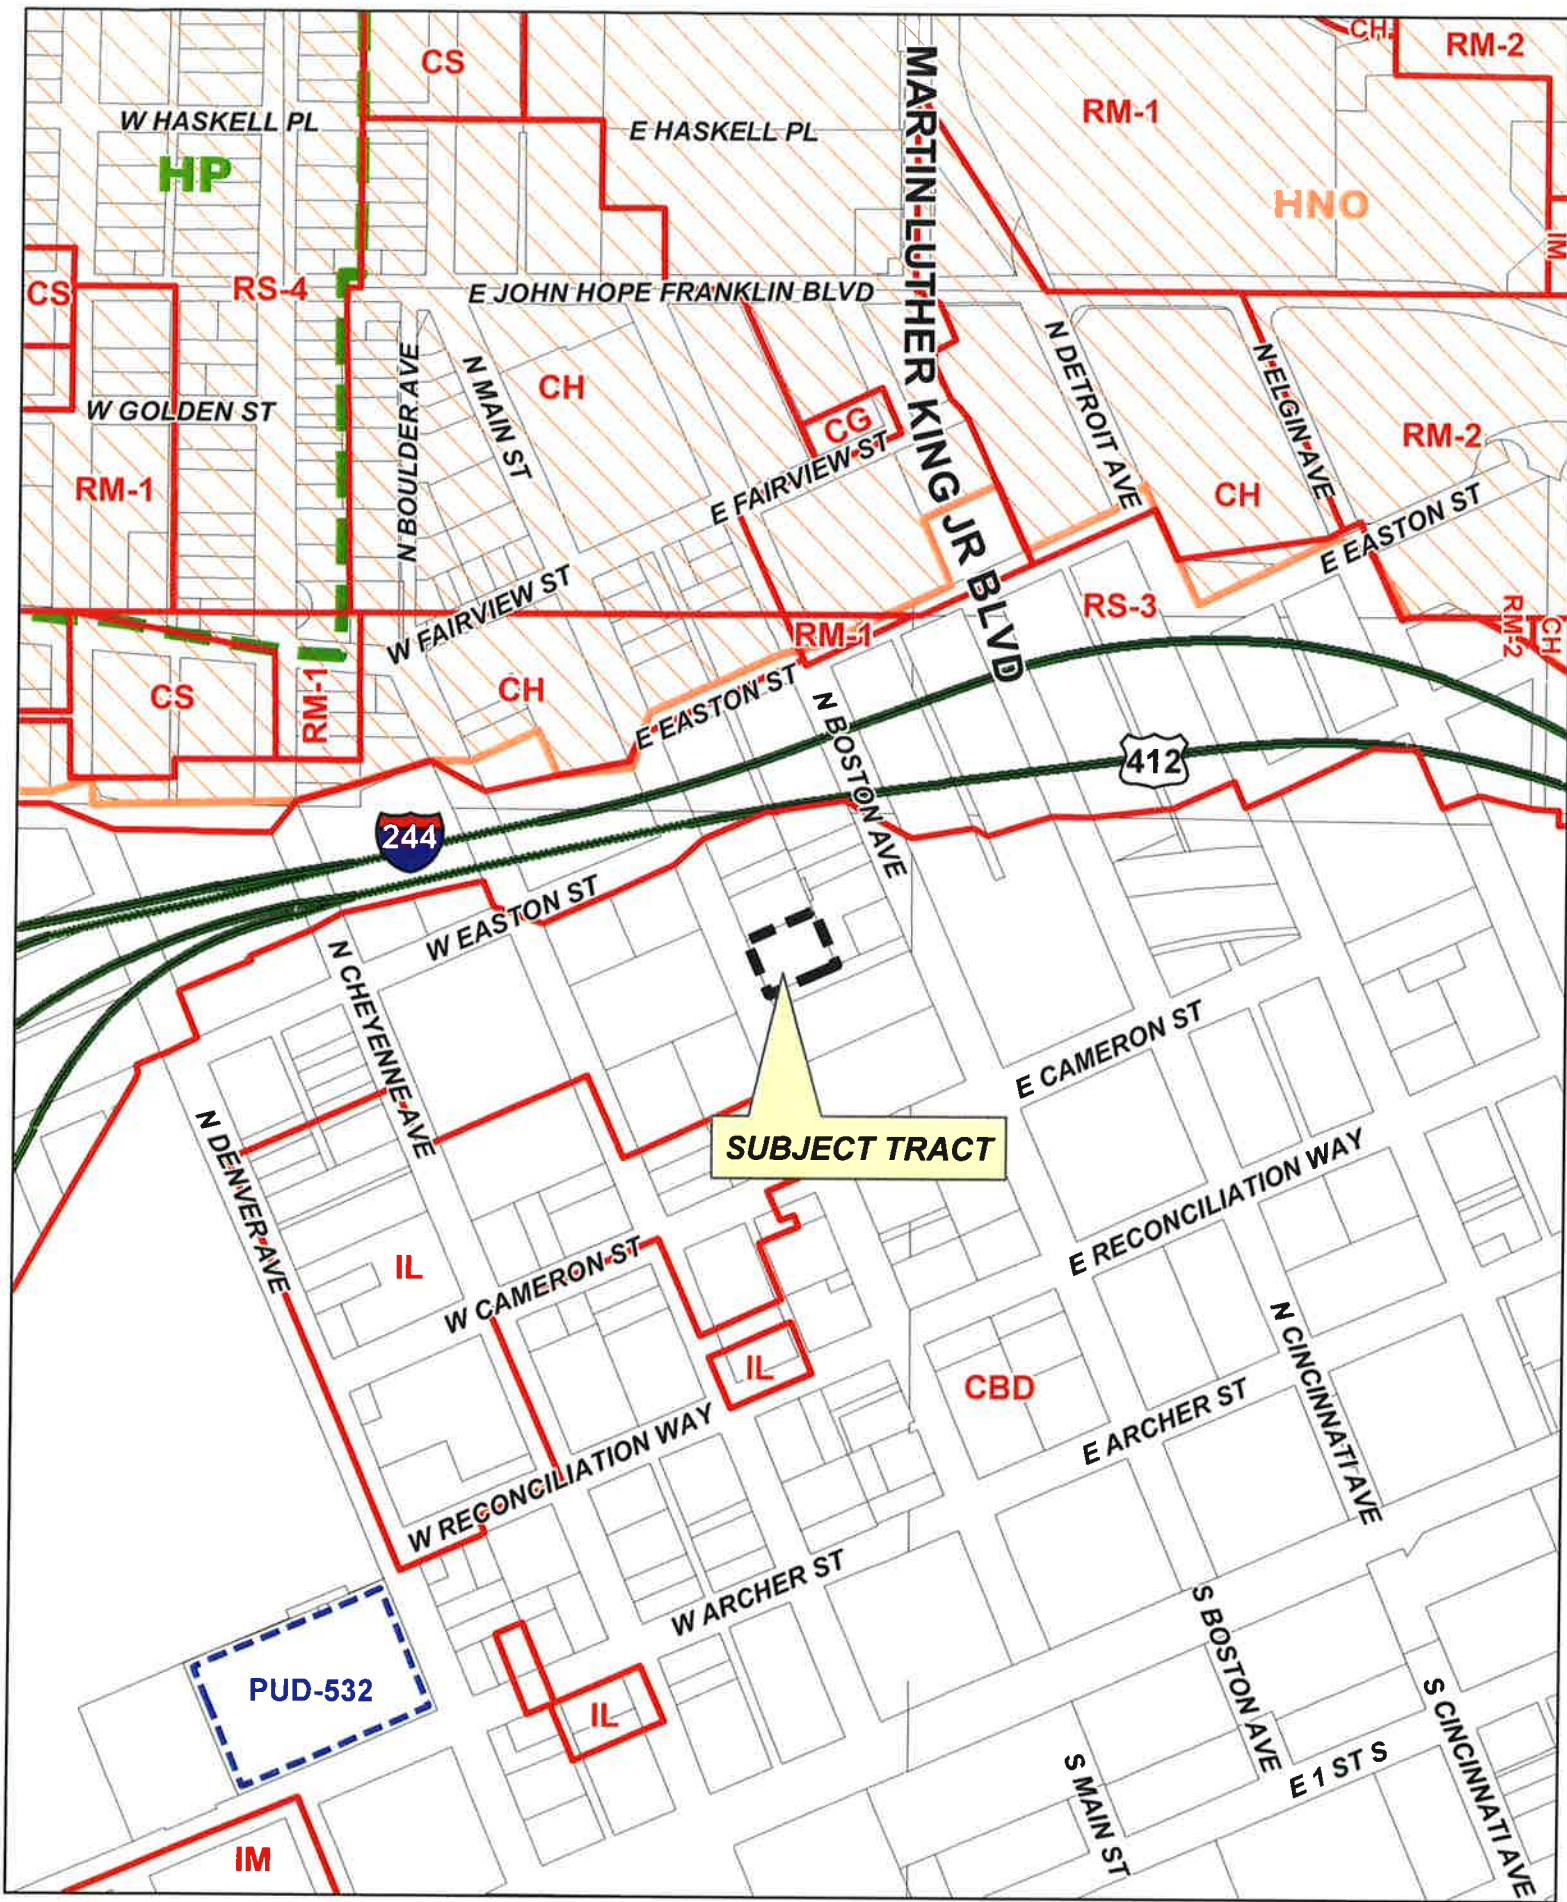 CS
CH
RM-2
W HASKELL PL
E HASKELL PL
RM-1
HP
HNO
MARTIN LUTHER KING JR BLVD
IM
CS
RS-4
E JOHN HOPE FRANKLIN BLVD
N BOULDER AVE
N MAIN ST
CH
N DETROIT AVE
N ELGIN AVE
W GOLDEN ST
CG
E FAIRVIEW ST
RM-2
RM-1
CH
E EASTON ST
W FAIRVIEW ST
RM-1
RS-3
RM-2
CH
CS
RM-1
CH
E EASTON ST
N BOSTON AVE
412
244
W EASTON ST
N CHEYENNE AVE
E CAMERON ST
N DENVER AVE
SUBJECT TRACT
E RECONCILIATION WAY
IL
W CAMERON ST
N CINCINNATI AVE
IL
CBD
E ARCHER ST
W RECONCILIATION WAY
W ARCHER ST
S BOSTON AVE
PUD-532
IL
S CINCINNATI AVE
S MAIN ST
E 1 ST S
IM